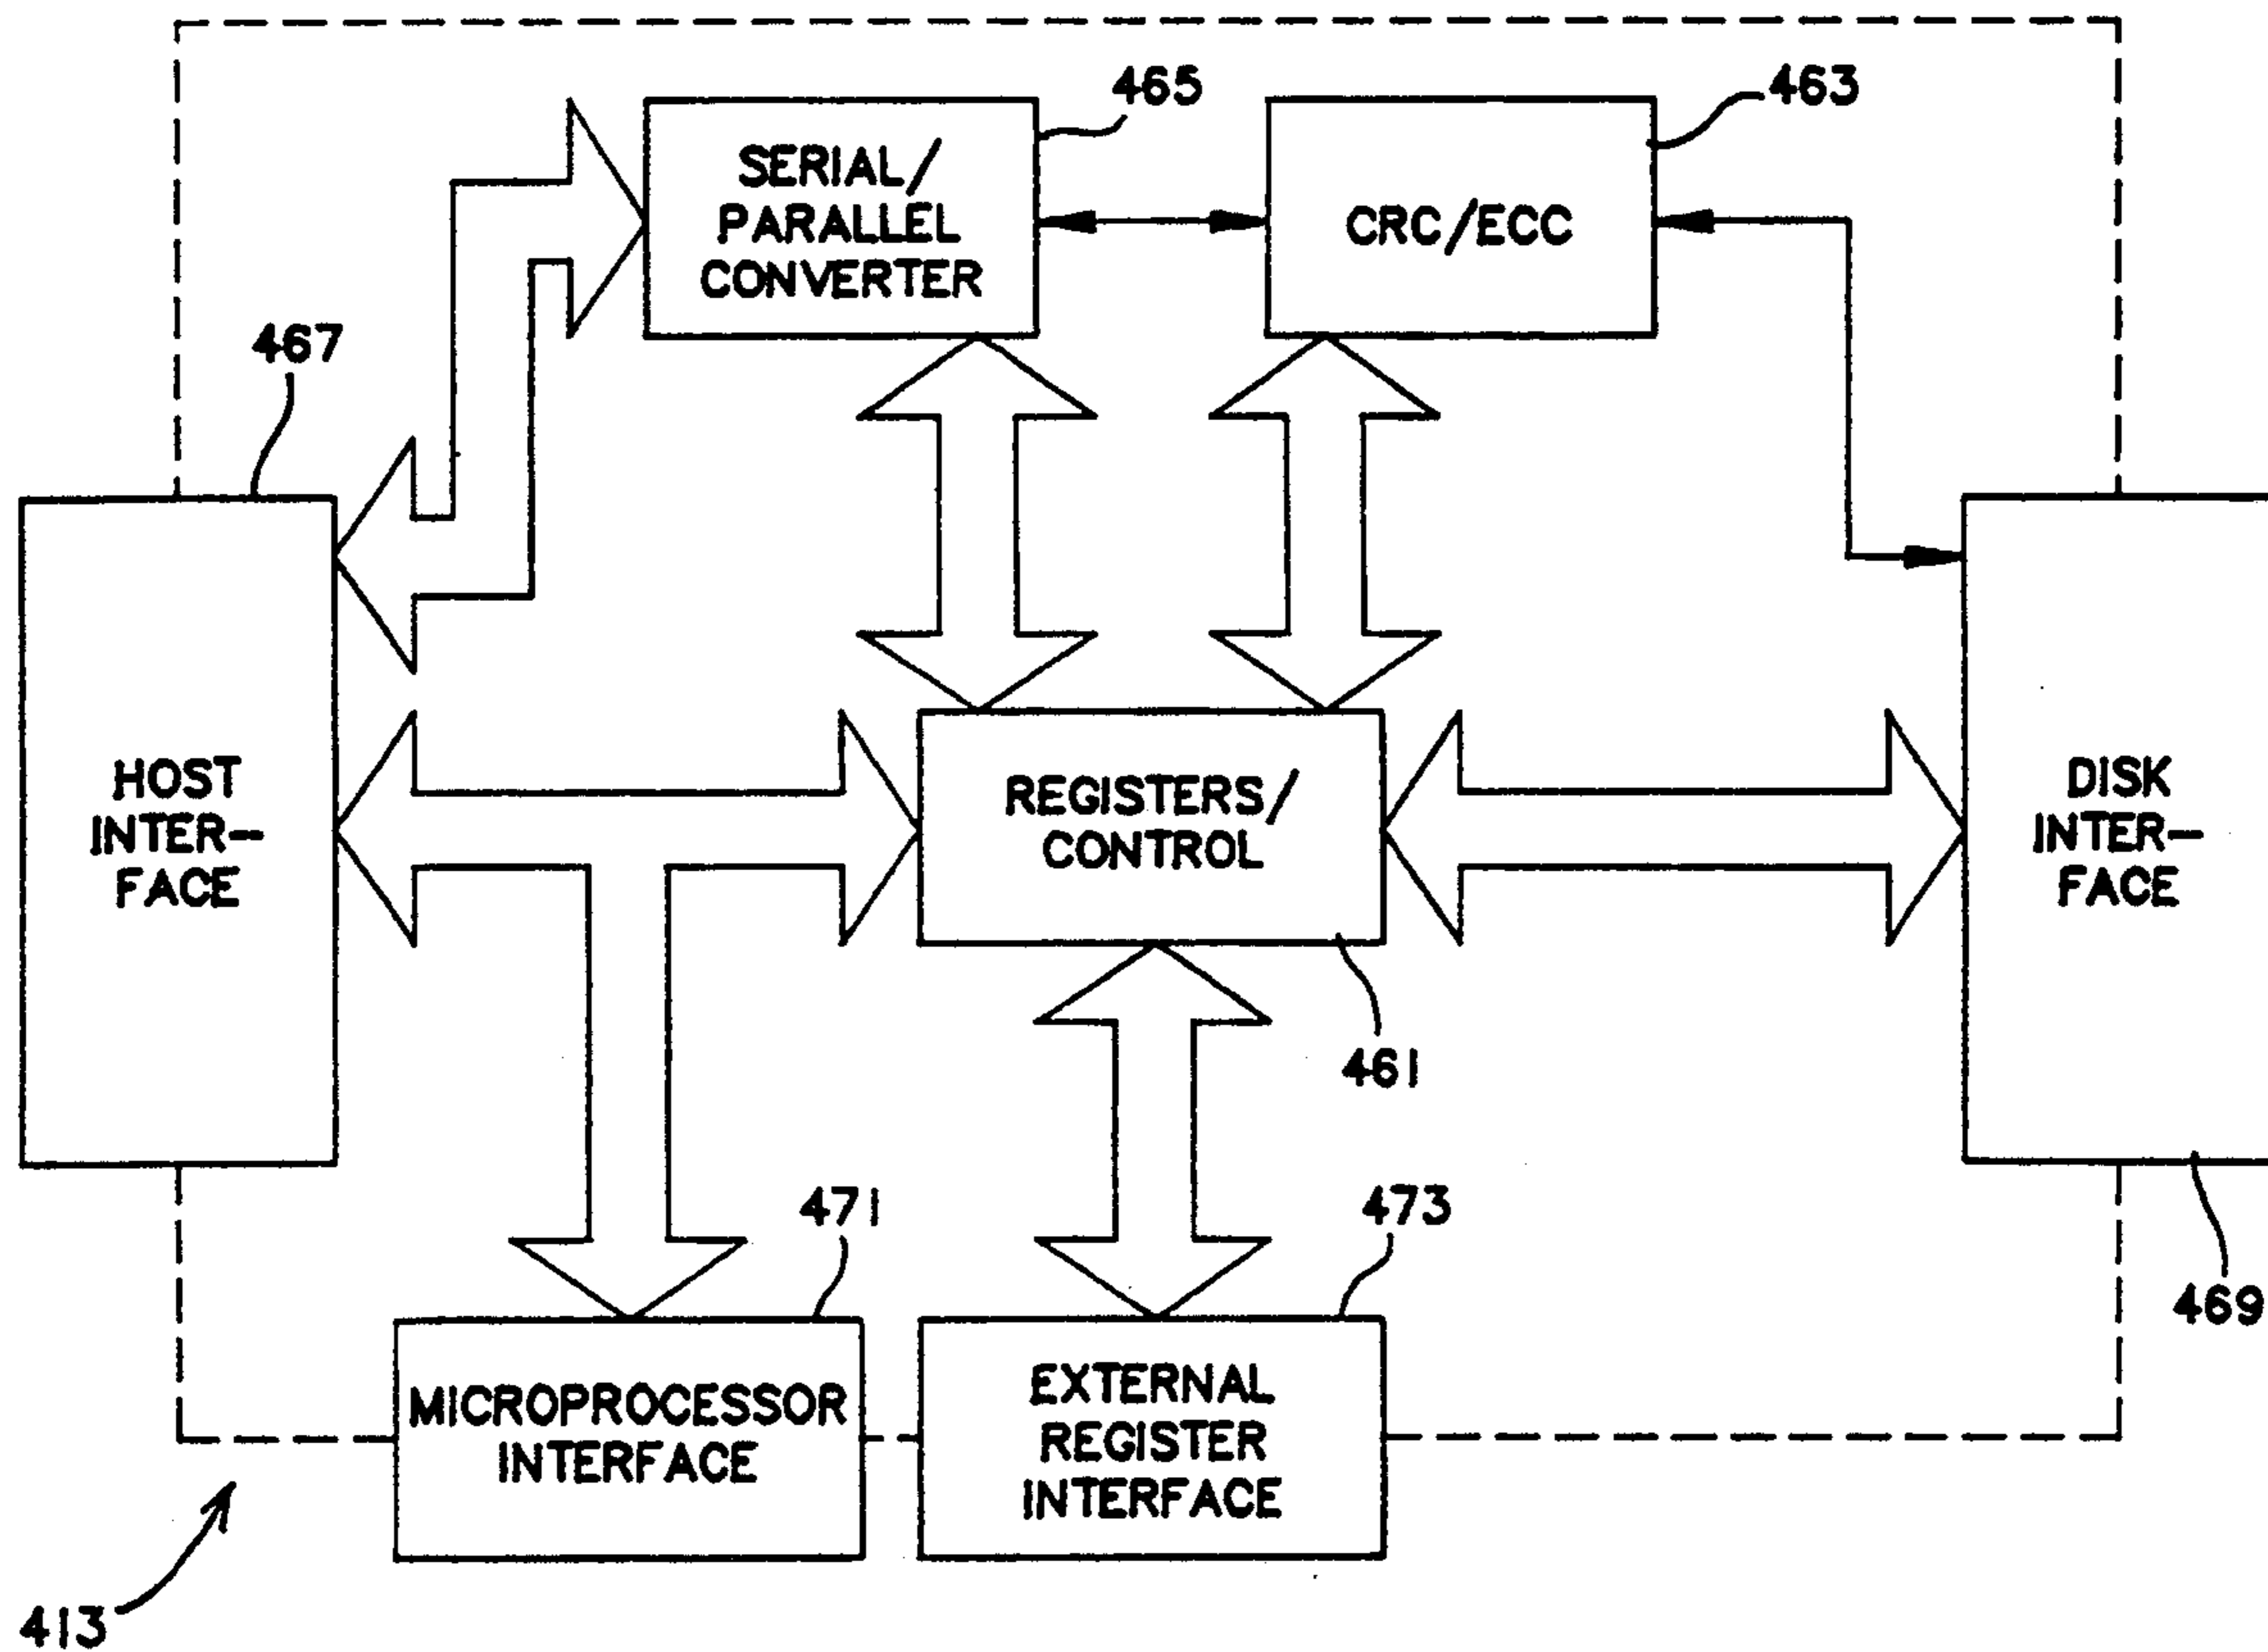 465
463
SERIAL/
PARALLEL
CONVERTER
CRC/ECC
467
HOST
INTER-
FACE
REGISTERS/
CONTROL
DISK
INTER-
FACE
461
471
473
469
MICROPROCESSOR
INTERFACE
EXTERNAL
REGISTER
INTERFACE
413